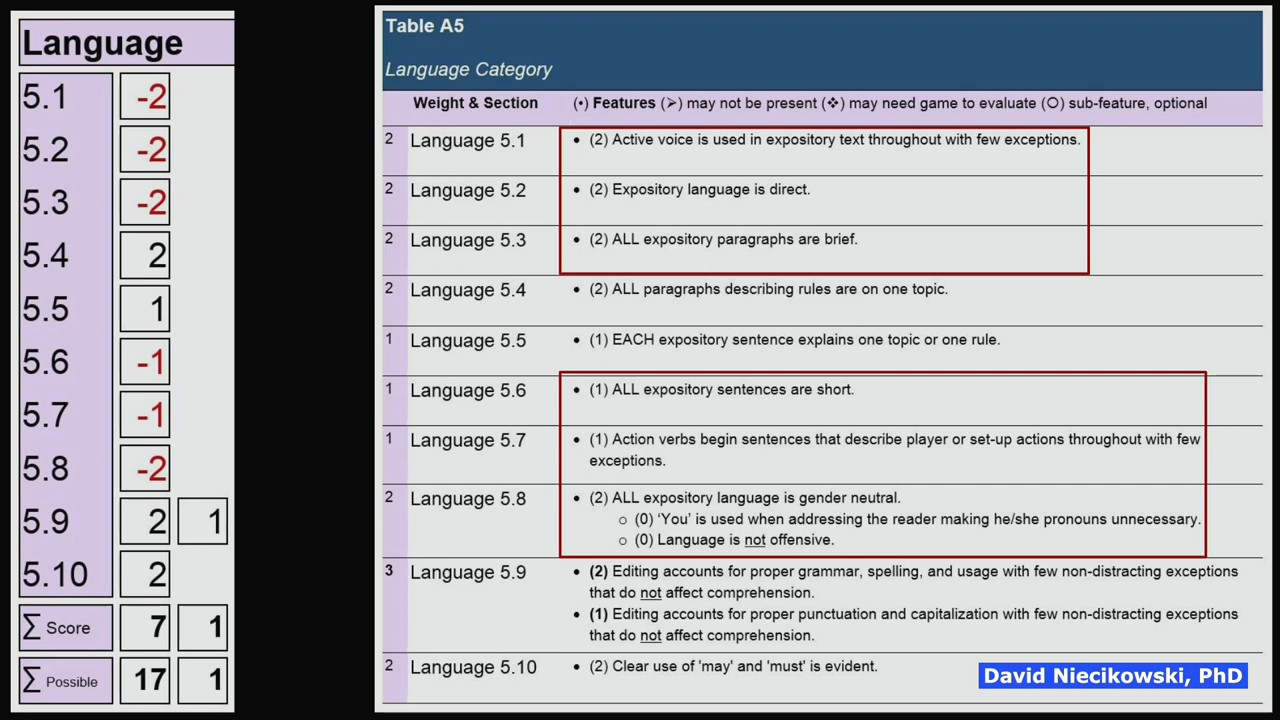 Language
5.1 -2
5.2 -2
5.3 -2
5.4 2
5.5 1
5.6 -1
5.7 -1
5.8 -2
5.9 2 1
5.10 2
∑ Score 7 1
∑ Possible 17 1
Table A5
Language Category
Weight & Section (•) Features (➢) may not be present (❖) may need game to evaluate (O) sub-feature, optional
2 Language 5.1 • (2) Active voice is used in expository text throughout with few exceptions.
2 Language 5.2 • (2) Expository language is direct.
2 Language 5.3 • (2) ALL expository paragraphs are brief.
2 Language 5.4 • (2) ALL paragraphs describing rules are on one topic.
1 Language 5.5 • (1) EACH expository sentence explains one topic or one rule.
1 Language 5.6 • (1) ALL expository sentences are short.
1 Language 5.7 • (1) Action verbs begin sentences that describe player or set-up actions throughout with few
exceptions.
2 Language 5.8 • (2) ALL expository language is gender neutral.
o (0) ‘You’ is used when addressing the reader making he/she pronouns unnecessary.
o (0) Language is not offensive.
3 Language 5.9 • (2) Editing accounts for proper grammar, spelling, and usage with few non-distracting exceptions
that do not affect comprehension.
• (1) Editing accounts for proper punctuation and capitalization with few non-distracting exceptions
that do not affect comprehension.
2 Language 5.10 • (2) Clear use of 'may' and 'must' is evident.
David Niecikowski, PhD